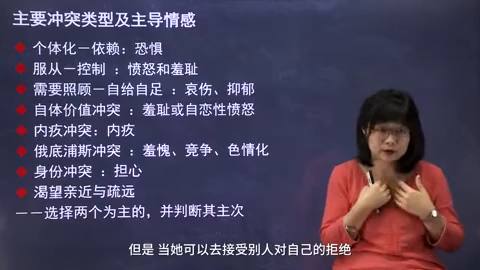 主要冲突类型及主导情感
◆ 个体化－依赖：恐惧
◆ 服从－控制 ：愤怒和羞耻
◆ 需要照顾－自给自足 ：哀伤、抑郁
◆ 自体价值冲突 ：羞耻或自恋性愤怒
◆ 内疚冲突：内疚
◆ 俄底浦斯冲突 ：羞愧、竞争、色情化
◆ 身份冲突 ：担心
◆ 渴望亲近与疏远
－－选择两个为主的，并判断其主次
但是 当她可以去接受别人对自己的拒绝